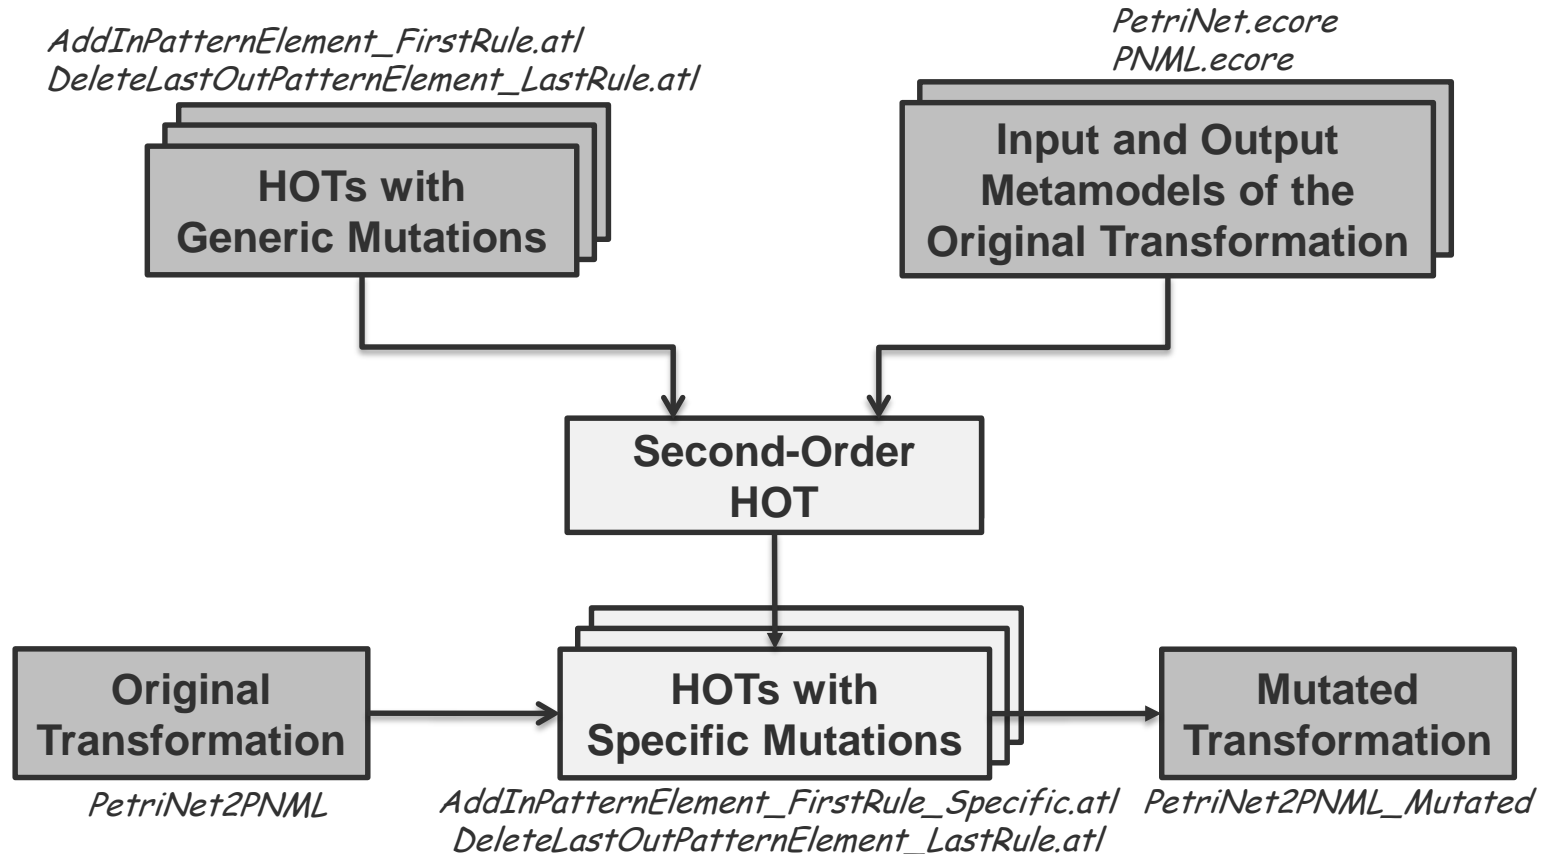 AddInPatternElement_FirstRule.atl
DeleteLastOutPatternElement_LastRule.atl
HOTs with
Generic Mutations
PetriNet.ecore
PNML.ecore
Input and Output
Metamodels of the
Original Transformation
Second-Order
HOT
Original
Transformation
PetriNet2PNML
HOTs with
Specific Mutations
AddInPatternElement_FirstRule_Specific.atl
DeleteLastOutPatternElement_LastRule.atl
Mutated
Transformation
PetriNet2PNML_Mutated